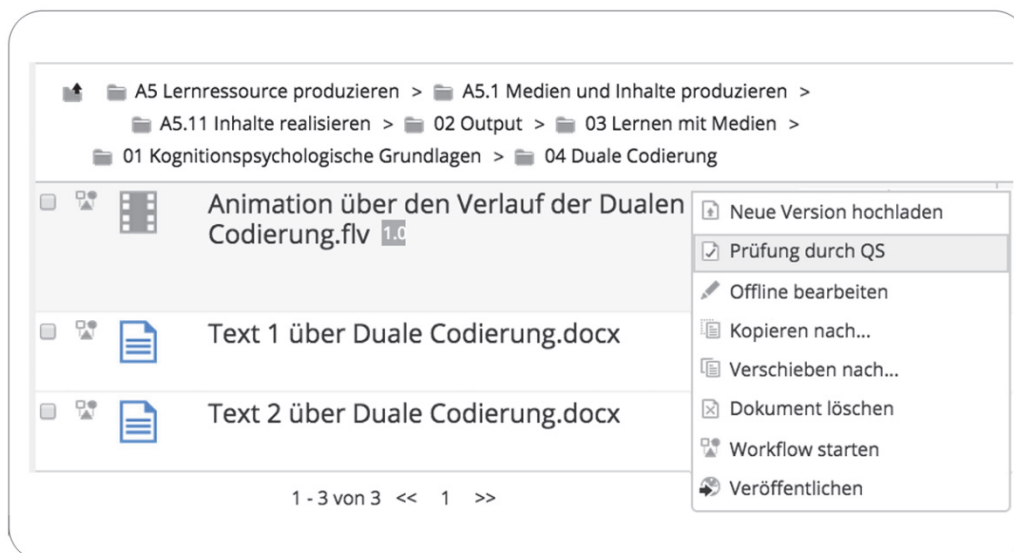 A5 Lernressource produzieren > A5.1 Medien und Inhalte produzieren >
A5.11 Inhalte realisieren > 02 Output > 03 Lernen mit Medien >
01 Kognitionspsychologische Grundlagen > 04 Duale Codierung
Animation über den Verlauf der Dualen
Codierung.flv 1.0
Text 1 über Duale Codierung.docx
Text 2 über Duale Codierung.docx
1 - 3 von 3 << 1 >>
Neue Version hochladen
Prüfung durch QS
Offline bearbeiten
Kopieren nach...
Verschieben nach...
Dokument löschen
Workflow starten
Veröffentlichen